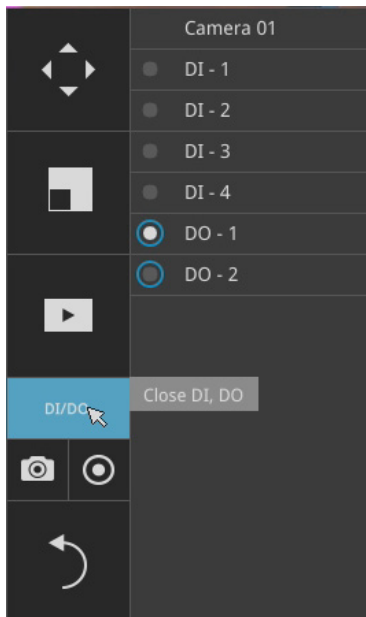 Camera 01
DI - 1
DI - 2
DI - 3
DI - 4
DO - 1
DO - 2
DI/DO
Close DI, DO